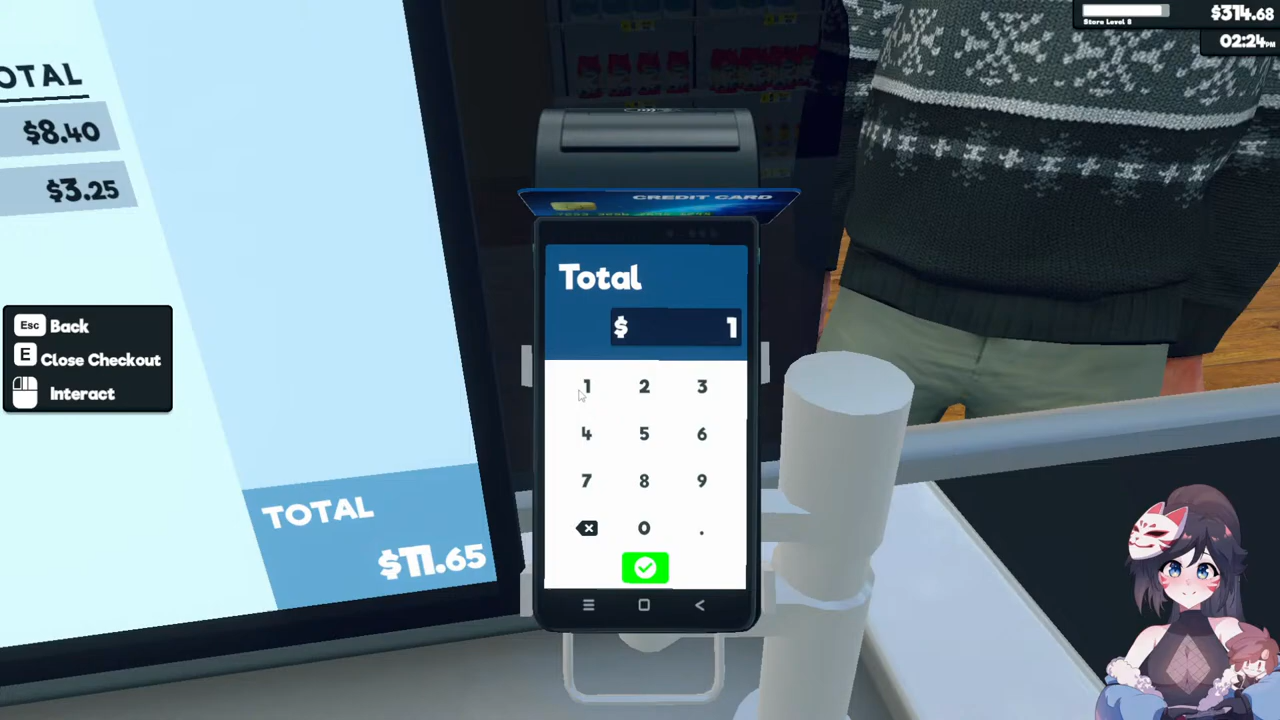 OTAL
$8.40
$3.25
Esc Back
E Close Checkout
Interact
TOTAL
$11.65
CREDIT CARD
Total
$ 1
1 2 3
4 5 6
7 8 9
0 .
$314.68
Store Level 8
02:24PM